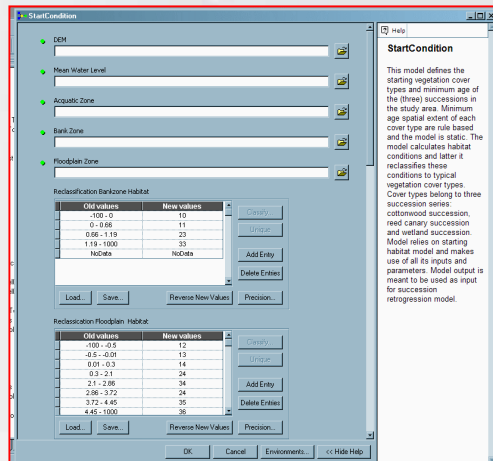 StartCondition
DEM
Mean Water Level
Acquatic Zone
Bank Zone
Floodplain Zone
Reclassification Bankzone Habitat
Old values New values
-100 - 0 10
0 - 0.66 11
0.66 - 1.19 23
1.19 - 1000 33
NoData NoData
Classify...
Unique
Add Entry
Delete Entries
Load... Save... Reverse New Values Precision...
Reclassication Floodplain Habitat
Old values New values
-100 - -0.5 12
-0.5 - -0.01 13
0.01 - 0.3 14
0.3 - 2.1 24
2.1 - 2.86 34
2.86 - 3.72 24
3.72 - 4.45 35
4.45 - 1000 36
Classify...
Unique
Add Entry
Delete Entries
Load... Save... Reverse New Values Precision...
OK Cancel Environments... << Hide Help
Help
StartCondition
This model defines the
starting vegetation cover
types and minimum age of
the (three) successions in
the study area. Minimum
age spatial extent of each
cover type are rule based
and the model is static. The
model calculates habitat
conditions and latter it
reclassifies these
conditions to typical
vegetation cover types.
Cover types belong to three
succession series:
cottonwood succession,
reed canary succession
and wetland succession.
Model relies on starting
habitat model and makes
use of all its inputs and
parameters. Model output is
meant to be used as input
for succession
retrogression model.